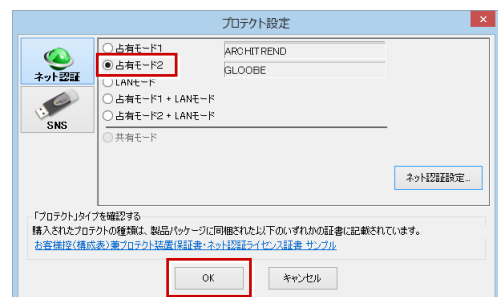 プロテクト設定
×
ネット認証
SNS
占有モード1
ARCHITREND
占有モード2
GLOOBE
LANモード
占有モード1 + LANモード
占有モード2 + LANモード
共有モード
ネット認証設定...
「プロテクト」タイプを確認する
購入されたプロテクトの種類は、製品パッケージに同梱された以下のいずれかの証書に記載されています。
お客様控(構成表)兼プロテクト装置保証書・ネット認証ライセンス証書 サンプル
OK
キャンセル